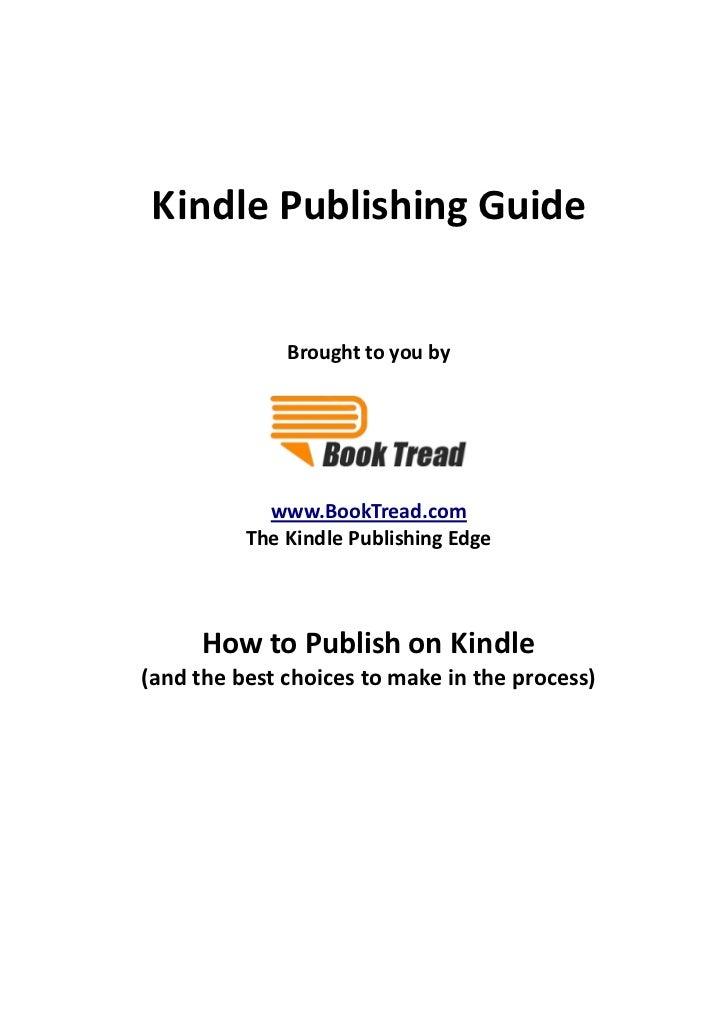 Kindle Publishing Guide
Brought to you by
Book Tread
www.BookTread.com
The Kindle Publishing Edge
How to Publish on Kindle
(and the best choices to make in the process)